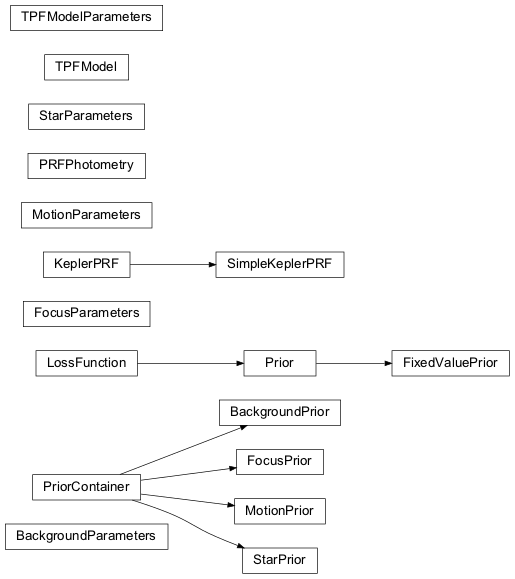 TPFModelParameters
TPFModel
StarParameters
PRFPhotometry
MotionParameters
KeplerPRF
SimpleKeplerPRF
FocusParameters
LossFunction
Prior
FixedValuePrior
BackgroundPrior
FocusPrior
PriorContainer
MotionPrior
BackgroundParameters
StarPrior